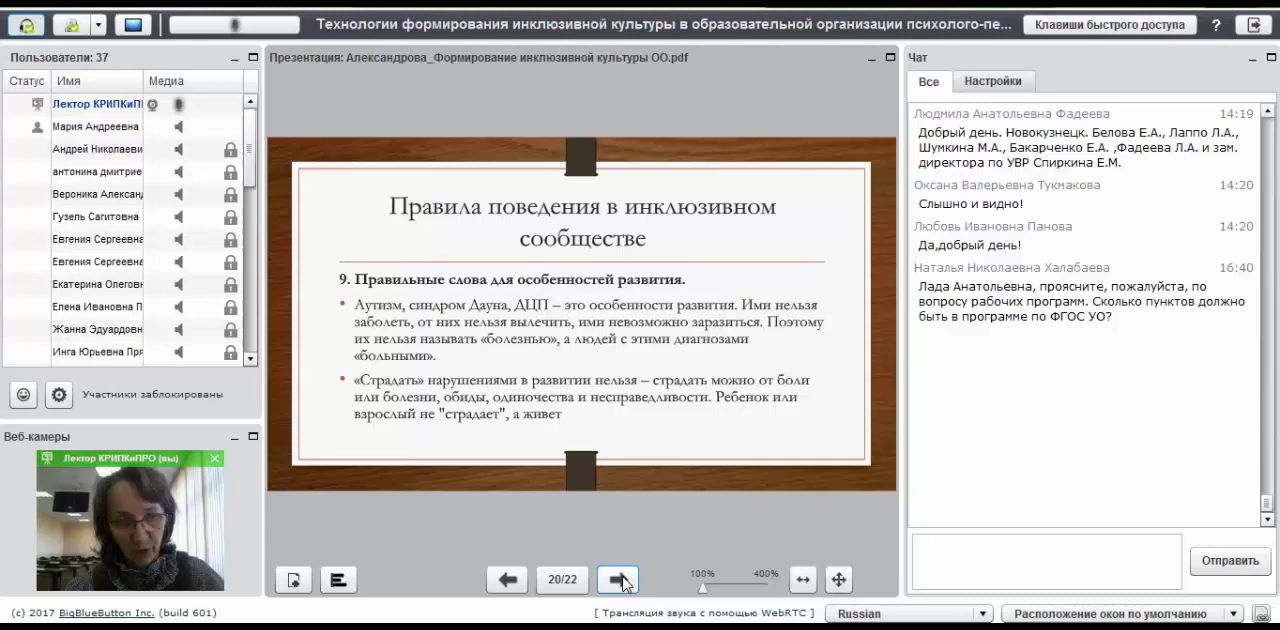 Технологии формирования инклюзивной культуры в образовательной организации психолого-пе...
Клавиши быстрого доступа
?
Пользователи: 37
Статус Имя Медиа
Лектор КРИПКиПІ
Мария Андреевна
Андрей Николаеви
антонина дмитрие
Вероника Александ
Гузель Сагитовна
Евгения Сергеевна
Евгения Сергеевна
Екатерина Олеговн
Елена Ивановна П
Жанна Эдуардовн
Инга Юрьевна Пря
Участники заблокированы
Веб-камеры
Лектор КРИПКиПРО (вы)
Презентация: Александрова_Формирование инклюзивной культуры ОО.pdf
Правила поведения в инклюзивном
сообществе
9. Правильные слова для особенностей развития.
• Аутизм, синдром Дауна, ДЦП – это особенности развития. Ими нельзя
заболеть, от них нельзя вылечить, ими невозможно заразиться. Поэтому
их нельзя называть «болезнью», а людей с этими диагнозами
«больными».
• «Страдать» нарушениями в развитии нельзя – страдать можно от боли
или болезни, обиды, одиночества и несправедливости. Ребенок или
взрослый не "страдает", а живет
20/22
100% 400%
Чат
Все Настройки
Людмила Анатольевна Фадеева 14:19
Добрый день. Новокузнецк. Белова Е.А., Лаппо Л.А.,
Шумкина М.А., Бакарченко Е.А. ,Фадеева Л.А. и зам.
директора по УВР Спиркина Е.М.
Оксана Валерьевна Тукмакова 14:20
Слышно и видно!
Любовь Ивановна Панова 14:20
Да,добрый день!
Наталья Николаевна Халабаева 16:40
Лада Анатольевна, проясните, пожалуйста, по
вопросу рабочих программ. Сколько пунктов должно
быть в программе по ФГОС УО?
Отправить
(c) 2017 BigBlueButton Inc. (build 601)
[ Трансляция звука с помощью WebRTC ]
Russian
Расположение окон по умолчанию